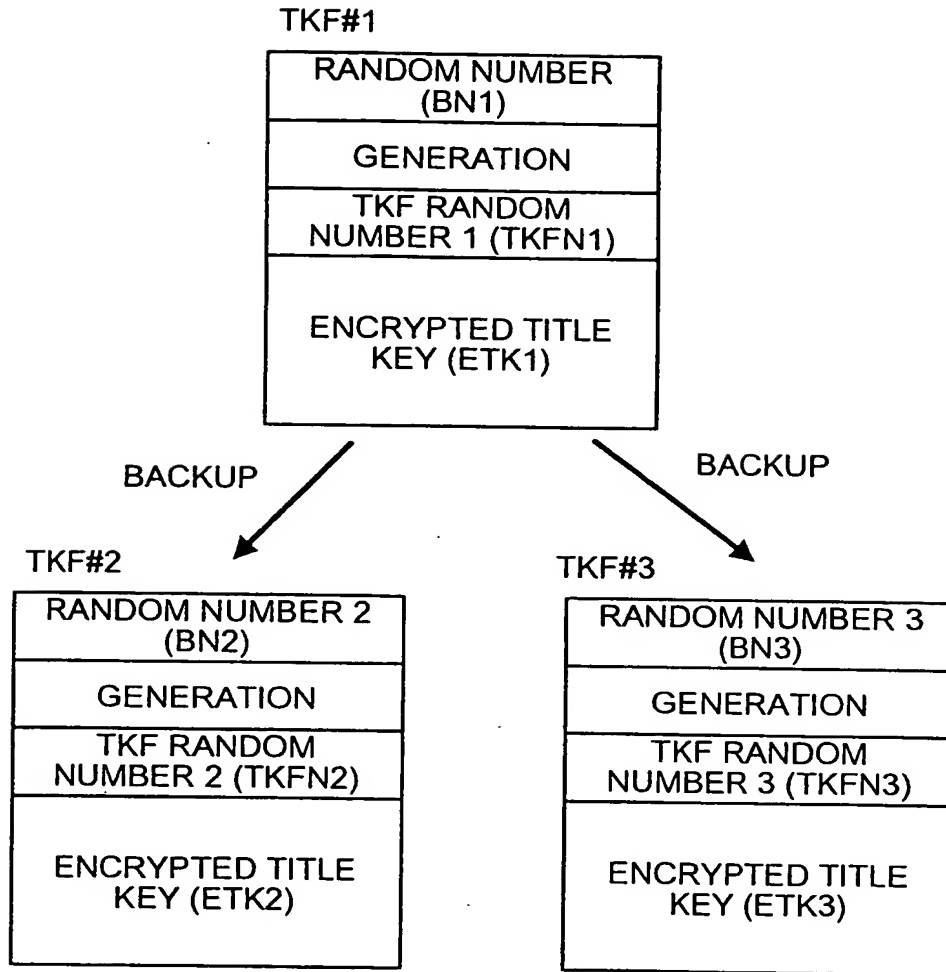 TKF#1
RANDOM NUMBER
(BN1)
GENERATION
TKF RANDOM
NUMBER 1 (TKFN1)
ENCRYPTED TITLE
KEY (ETK1)
BACKUP
BACKUP
TKF#2
RANDOM NUMBER 2
(BN2)
GENERATION
TKF RANDOM
NUMBER 2 (TKFN2)
ENCRYPTED TITLE
KEY (ETK2)
TKF#3
RANDOM NUMBER 3
(BN3)
GENERATION
TKF RANDOM
NUMBER 3 (TKFN3)
ENCRYPTED TITLE
KEY (ETK3)